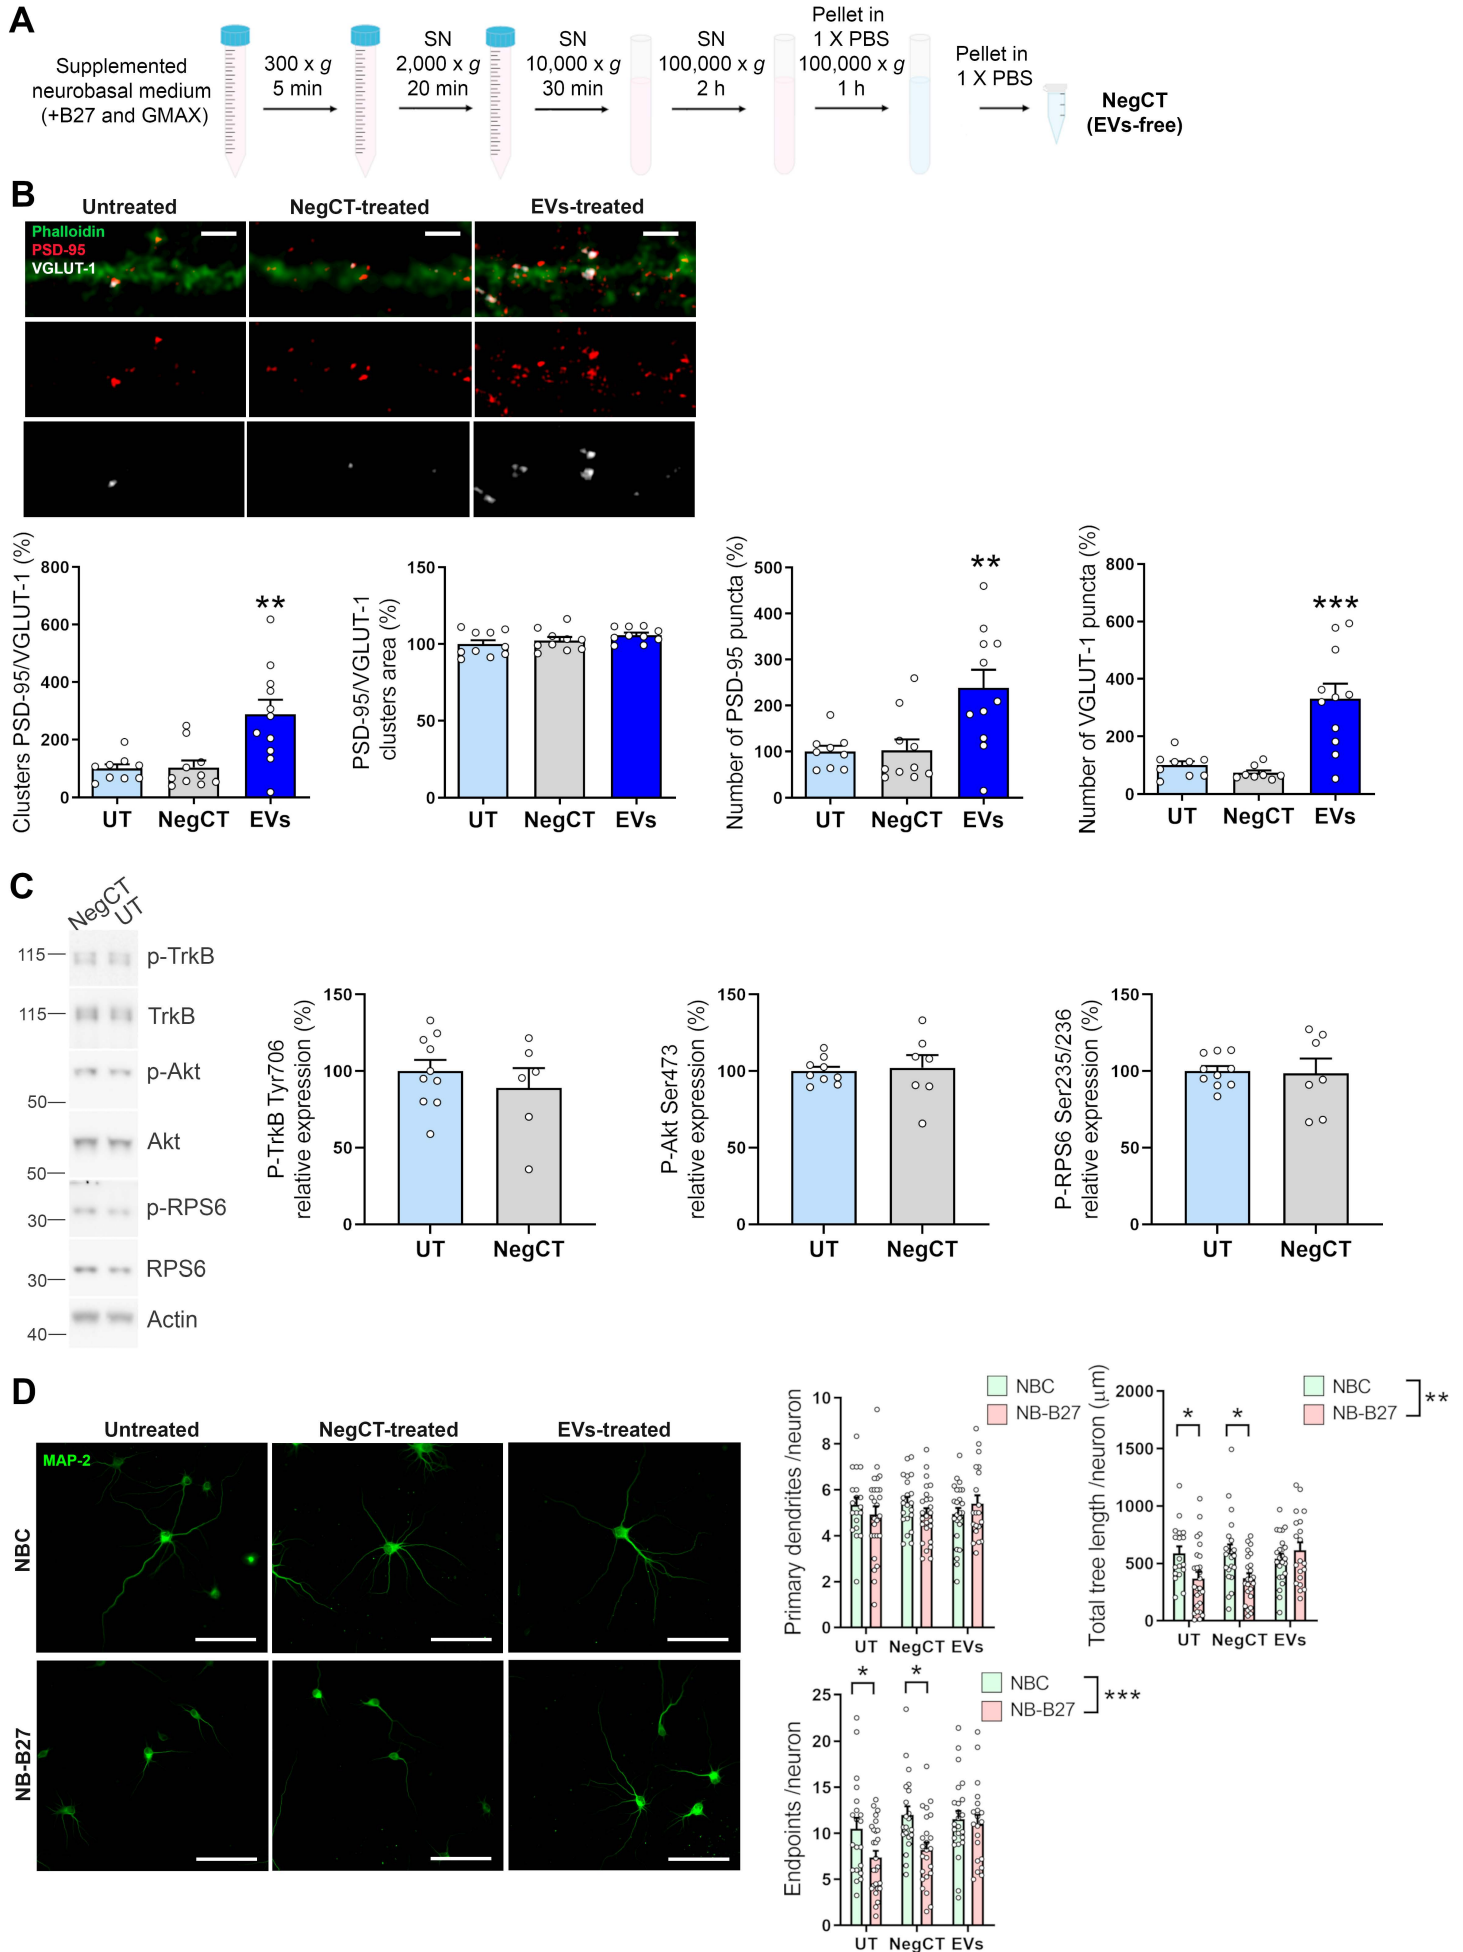 A
Supplemented
neurobasal medium
(+B27 and GMAX)
300 x g
5 min
SN
2,000 x g
20 min
SN
10,000 x g
30 min
SN
100,000 x g
2 h
Pellet in
1 X PBS
100,000 x g
1 h
Pellet in
1 X PBS
NegCT
(EVs-free)
B
Untreated
NegCT-treated
EVs-treated
Phalloidin
PSD-95
VGLUT-1
Clusters PSD-95/VGLUT-1 (%)
800
600
400
200
0
**
UT
NegCT
EVs
PSD-95/VGLUT-1
clusters area (%)
150
100
50
0
UT
NegCT
EVs
Number of PSD-95 puncta (%)
500
400
300
200
100
0
**
UT
NegCT
EVs
Number of VGLUT-1 puncta (%)
800
600
400
200
0
***
UT
NegCT
EVs
C
NegCT
UT
115
p-TrkB
115
TrkB
p-Akt
50
Akt
50
p-RPS6
30
RPS6
30
Actin
40
P-TrkB Tyr706
relative expression (%)
150
100
50
0
UT
NegCT
P-Akt Ser473
relative expression (%)
150
100
50
0
UT
NegCT
P-RPS6 Ser235/236
relative expression (%)
150
100
50
0
UT
NegCT
D
Untreated
NegCT-treated
EVs-treated
MAP-2
NBC
NB-B27
Primary dendrites /neuron
10
8
6
4
2
0
NBC
NB-B27
UT
NegCT
EVs
Total tree length /neuron (µm)
2000
1500
1000
500
0
*
*
NBC
NB-B27
**
UT
NegCT
EVs
Endpoints /neuron
25
20
15
10
5
0
*
*
NBC
NB-B27
***
UT
NegCT
EVs